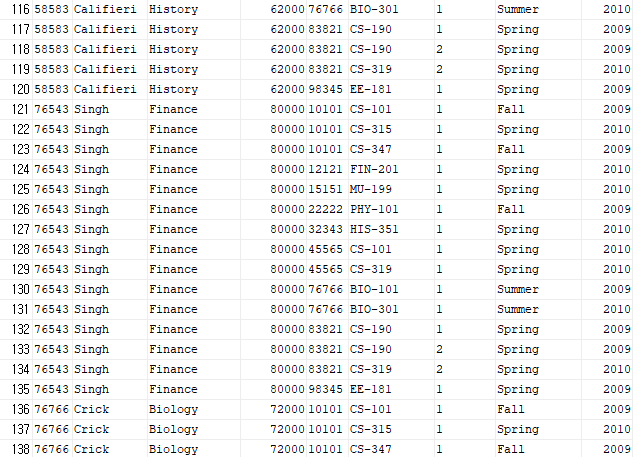 116 58583 Califieri History 62000 76766 BIO-301 1 Summer 2010
117 58583 Califieri History 62000 83821 CS-190 1 Spring 2009
118 58583 Califieri History 62000 83821 CS-190 2 Spring 2009
119 58583 Califieri History 62000 83821 CS-319 2 Spring 2010
120 58583 Califieri History 62000 98345 EE-181 1 Spring 2009
121 76543 Singh Finance 80000 10101 CS-101 1 Fall 2009
122 76543 Singh Finance 80000 10101 CS-315 1 Spring 2010
123 76543 Singh Finance 80000 10101 CS-347 1 Fall 2009
124 76543 Singh Finance 80000 12121 FIN-201 1 Spring 2010
125 76543 Singh Finance 80000 15151 MU-199 1 Spring 2010
126 76543 Singh Finance 80000 22222 PHY-101 1 Fall 2009
127 76543 Singh Finance 80000 32343 HIS-351 1 Spring 2010
128 76543 Singh Finance 80000 45565 CS-101 1 Spring 2010
129 76543 Singh Finance 80000 45565 CS-319 1 Spring 2010
130 76543 Singh Finance 80000 76766 BIO-101 1 Summer 2009
131 76543 Singh Finance 80000 76766 BIO-301 1 Summer 2010
132 76543 Singh Finance 80000 83821 CS-190 1 Spring 2009
133 76543 Singh Finance 80000 83821 CS-190 2 Spring 2009
134 76543 Singh Finance 80000 83821 CS-319 2 Spring 2010
135 76543 Singh Finance 80000 98345 EE-181 1 Spring 2009
136 76766 Crick Biology 72000 10101 CS-101 1 Fall 2009
137 76766 Crick Biology 72000 10101 CS-315 1 Spring 2010
138 76766 Crick Biology 72000 10101 CS-347 1 Fall 2009